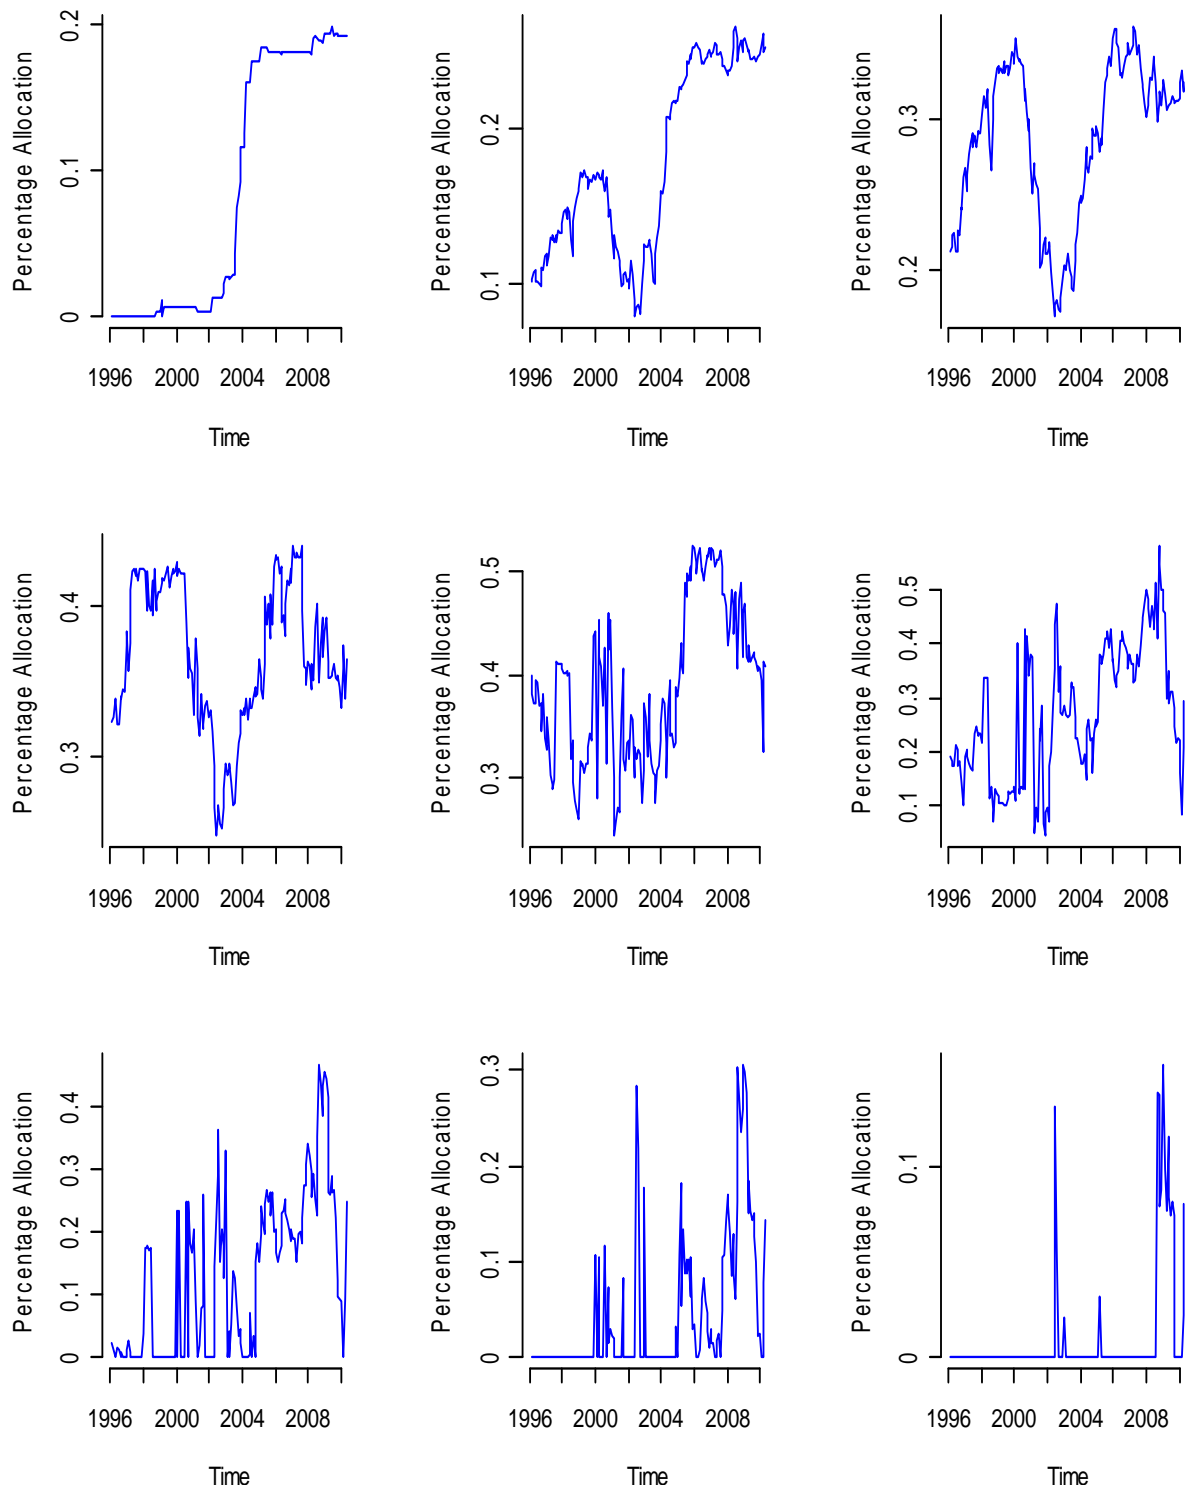 Percentage Allocation
0 0.1 0.2
1996 2000 2004 2008
Time
Percentage Allocation
0.1 0.2
1996 2000 2004 2008
Time
Percentage Allocation
0.2 0.3
1996 2000 2004 2008
Time
Percentage Allocation
0.3 0.4
1996 2000 2004 2008
Time
Percentage Allocation
0.3 0.4 0.5
1996 2000 2004 2008
Time
Percentage Allocation
0.1 0.2 0.3 0.4 0.5
1996 2000 2004 2008
Time
Percentage Allocation
0 0.1 0.2 0.3 0.4
1996 2000 2004 2008
Time
Percentage Allocation
0 0.1 0.2 0.3
1996 2000 2004 2008
Time
Percentage Allocation
0 0.1
1996 2000 2004 2008
Time